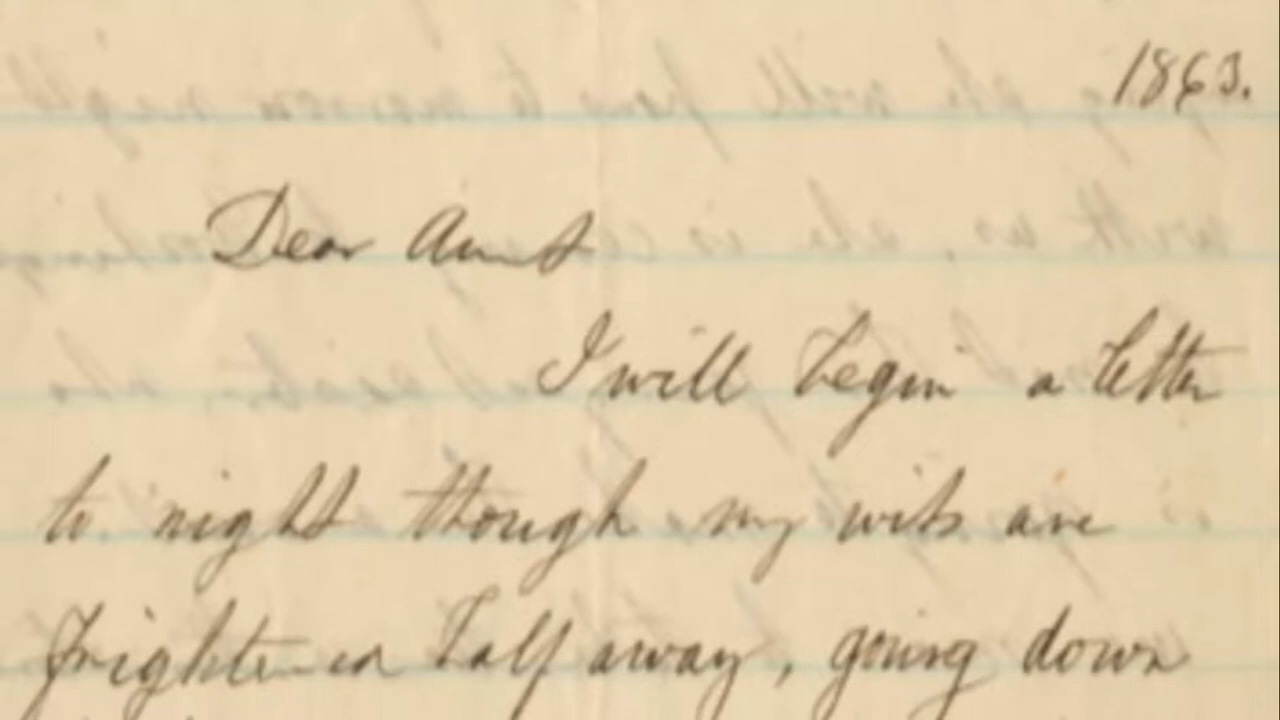 1863.
Dear Aunt
I will begin a letter
to night though my wits are
frightened half away, going down